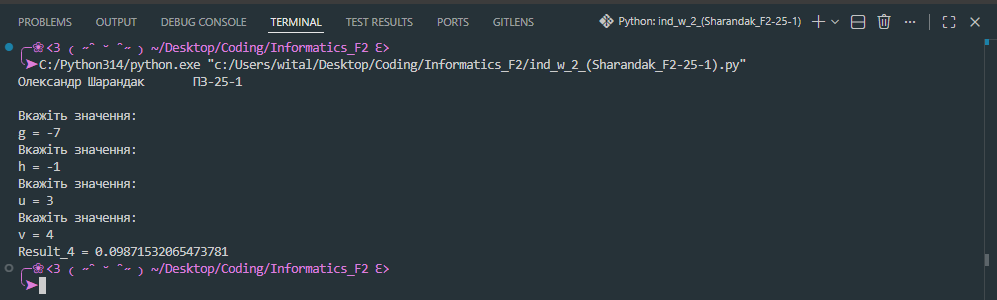 PROBLEMS OUTPUT DEBUG CONSOLE TERMINAL TEST RESULTS PORTS GITLENS Python: ind_w_2_(Sharandak_F2-25-1)
<3 ( ˶ˆ ᵕ ˆ˶ ) ~/Desktop/Coding/Informatics_F2 Ɛ>
C:/Python314/python.exe "c:/Users/wital/Desktop/Coding/Informatics_F2/ind_w_2_(Sharandak_F2-25-1).py"
Олександр Шарандак ПЗ-25-1
Вкажіть значення:
g = -7
Вкажіть значення:
h = -1
Вкажіть значення:
u = 3
Вкажіть значення:
v = 4
Result_4 = 0.09871532065473781
<3 ( ˶ˆ ᵕ ˆ˶ ) ~/Desktop/Coding/Informatics_F2 Ɛ>